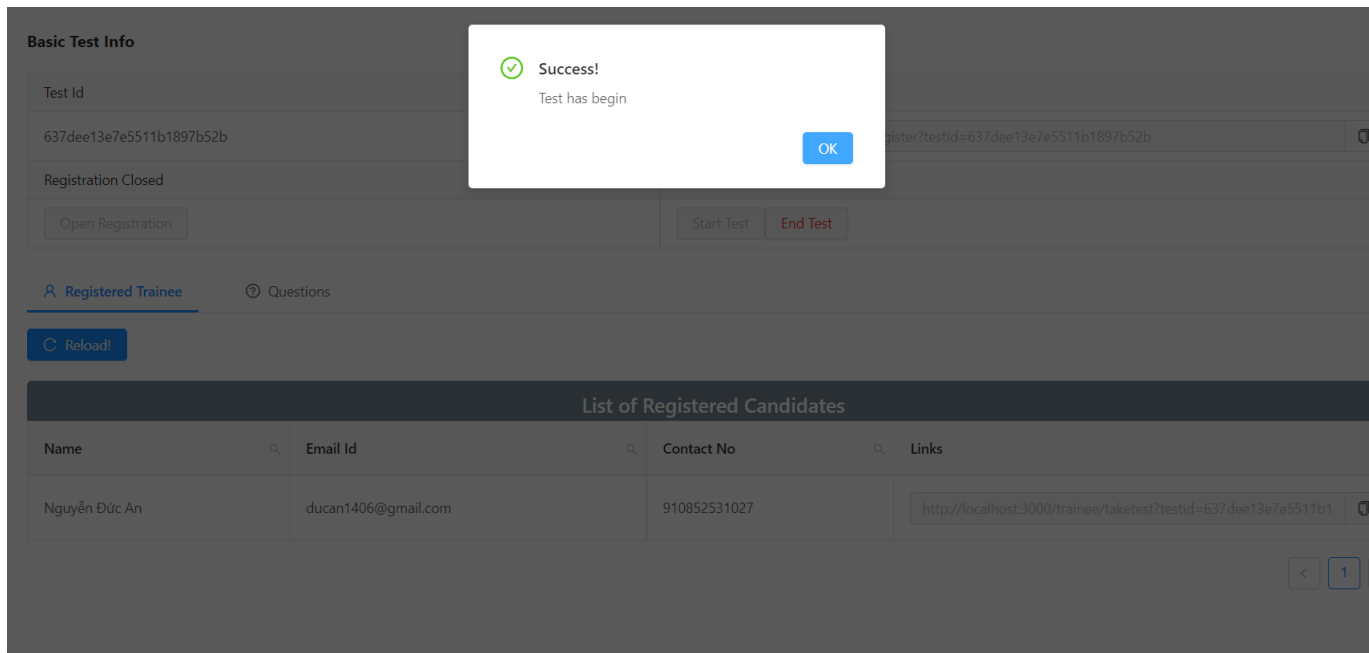 Basic Test Info
Success!
Test has begin
OK
Test Id
637dee13e7e5511b1897b52b
gister?testid=637dee13e7e5511b1897b52b
Registration Closed
Open Registration
Start Test
End Test
Registered Trainee
Questions
Reload!
List of Registered Candidates
Name Email Id Contact No Links
Nguyễn Đức An ducan1406@gmail.com 910852531027 http://localhost:3000/trainee/taketest?testid=637dee13e7e5511b1
< 1